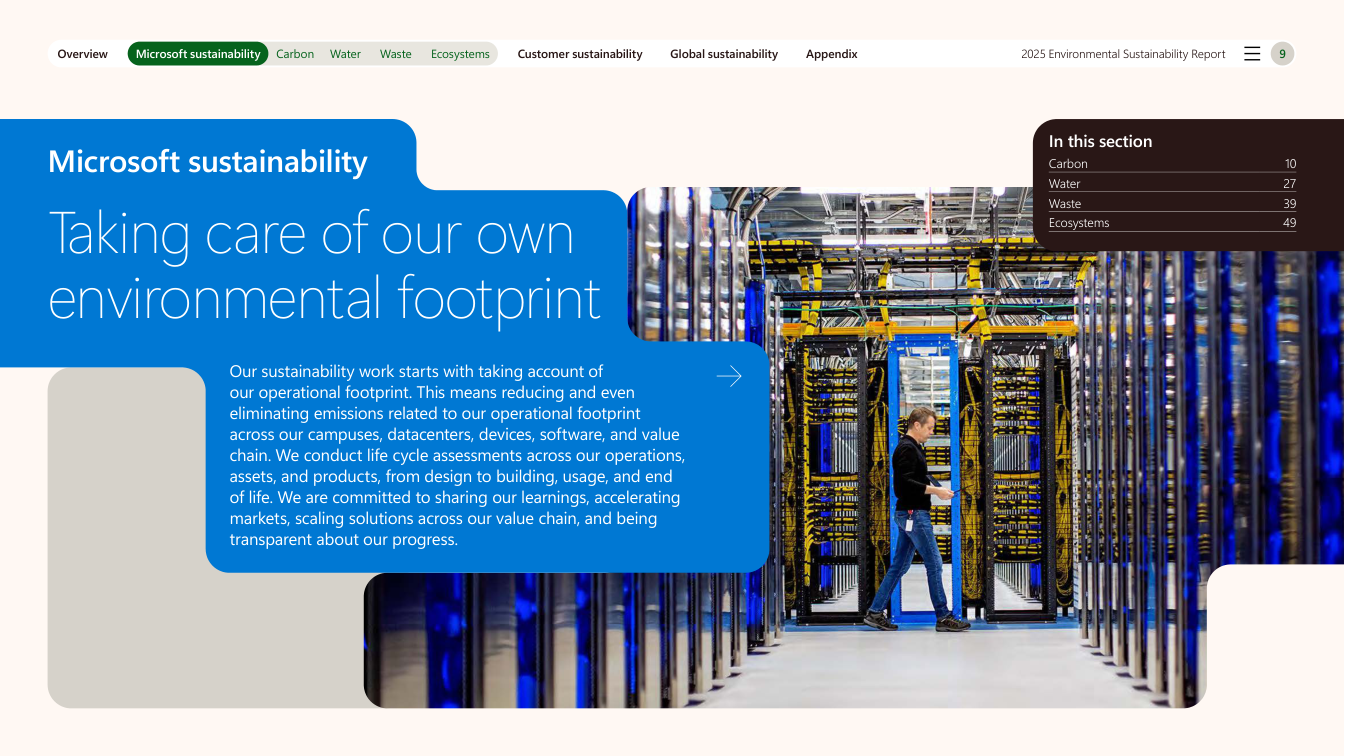 Overview
Microsoft sustainability
Carbon
Water
Waste
Ecosystems
Customer sustainability
Global sustainability
Appendix
2025 Environmental Sustainability Report
9
Microsoft sustainability
Taking care of our own
environmental footprint
Our sustainability work starts with taking account of
our operational footprint. This means reducing and even
eliminating emissions related to our operational footprint
across our campuses, datacenters, devices, software, and value
chain. We conduct life cycle assessments across our operations,
assets, and products, from design to building, usage, and end
of life. We are committed to sharing our learnings, accelerating
markets, scaling solutions across our value chain, and being
transparent about our progress.
In this section
Carbon 10
Water 27
Waste 39
Ecosystems 49